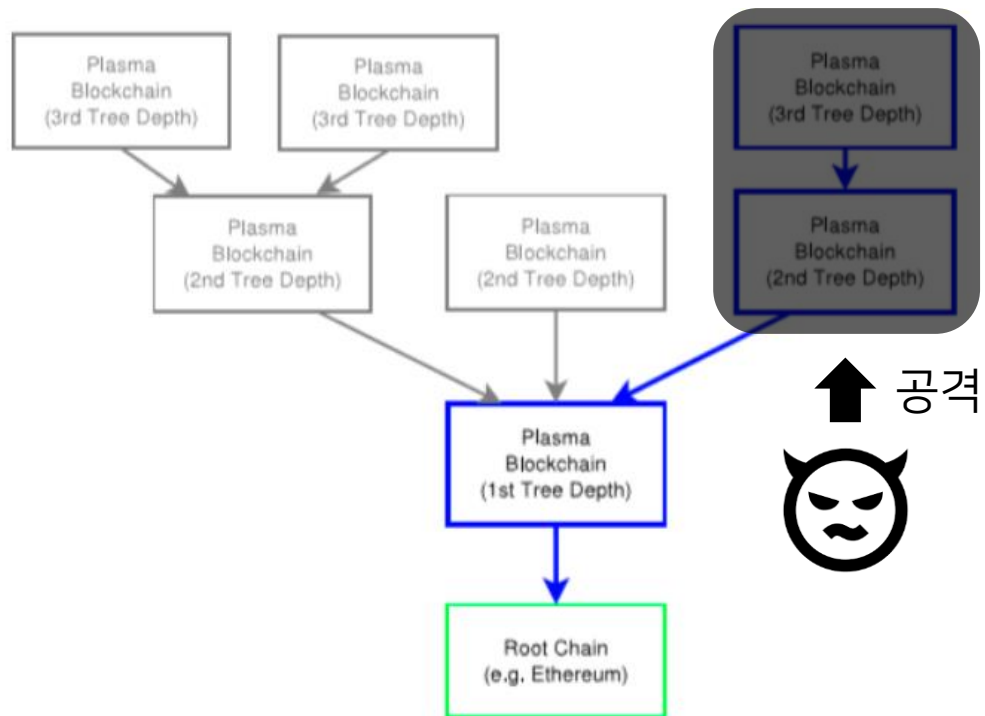 Plasma
Blockchain
(3rd Tree Depth)
Plasma
Blockchain
(3rd Tree Depth)
Plasma
Blockchain
(3rd Tree Depth)
Plasma
Blockchain
(2nd Tree Depth)
Plasma
Blockchain
(2nd Tree Depth)
Plasma
Blockchain
(2nd Tree Depth)
공격
Plasma
Blockchain
(1st Tree Depth)
Root Chain
(e.g. Ethereum)